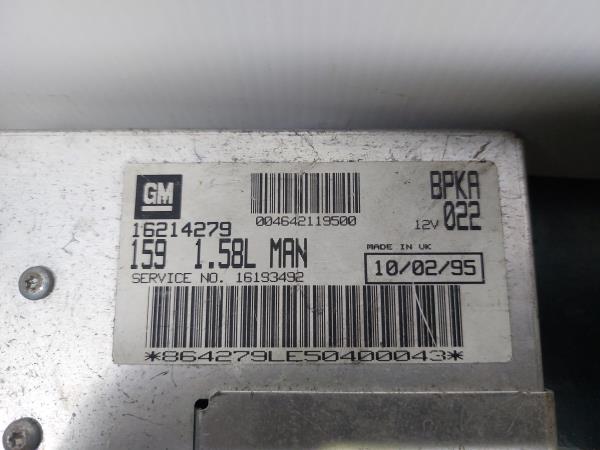 GM
004642119500
BPKA
16214279
12V 022
159 1.58L MAN
MADE IN UK
SERVICE NO. 16193492
10/02/95
*864279LE50400043*